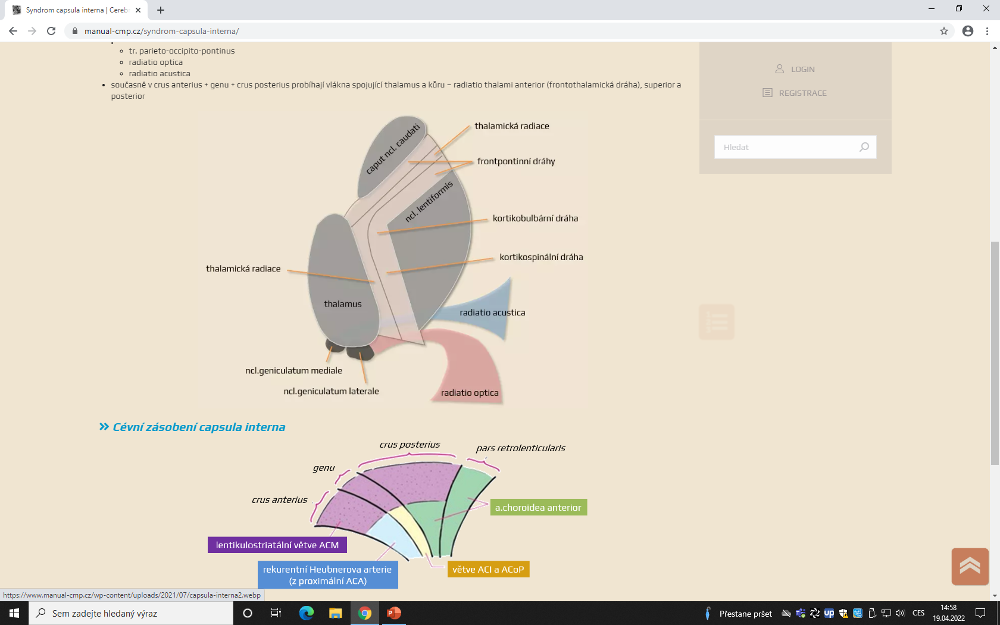 Syndrom capsula interna | Cereb
manual-cmp.cz/syndrom-capsula-interna/
tr. parieto-occipito-pontinus
radiatio optica
radiatio acustica
současně v crus anterius + genu + crus posterius probíhají vlákna spojující thalamus a kůru – radiatio thalami anterior (frontothalamická dráha), superior a
posterior
LOGIN
REGISTRACE
Hledat
caput ncl. caudati
thalamická radiace
frontpontinní dráhy
ncl. lentiformis
kortikobulbární dráha
kortikospinální dráha
thalamická radiace
thalamus
radiatio acustica
ncl.geniculatum mediale
ncl.geniculatum laterale
radiatio optica
Cévní zásobení capsula interna
crus posterius
pars retrolenticularis
genu
crus anterius
a.choroidea anterior
lentikulostriatální větve ACM
rekurentní Heubnerova arterie
(z proximální ACA)
větve ACI a ACoP
https://www.manual-cmp.cz/wp-content/uploads/2021/07/capsula-interna2.webp
Sem zadejte hledaný výraz
Přestane pršet
CES
14:58
19.04.2022